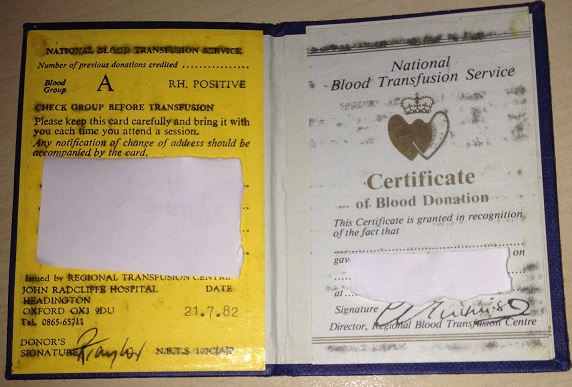 NATIONAL BLOOD TRANSFUSION SERVICE
Number of previous donations credited ..................
Blood Group A RH. POSITIVE
CHECK GROUP BEFORE TRANSFUSION
Please keep this card carefully and bring it with
you each time you attend a session.
Any notification of change of address should be
accompanied by the card.
Issued by REGIONAL TRANSFUSION CENTRE
JOHN RADCLIFFE HOSPITAL DATE
HEADINGTON
OXFORD OX3 9DU 21.7.82
Tel. 0865-65711
DONOR'S
SIGNATURE
N.B.T.S
National
Blood Transfusion Service
Certificate
of Blood Donation
This Certificate is granted in recognition
of the fact that
on
gav
at
Signature
Director, Regional Blood Transfusion Centre